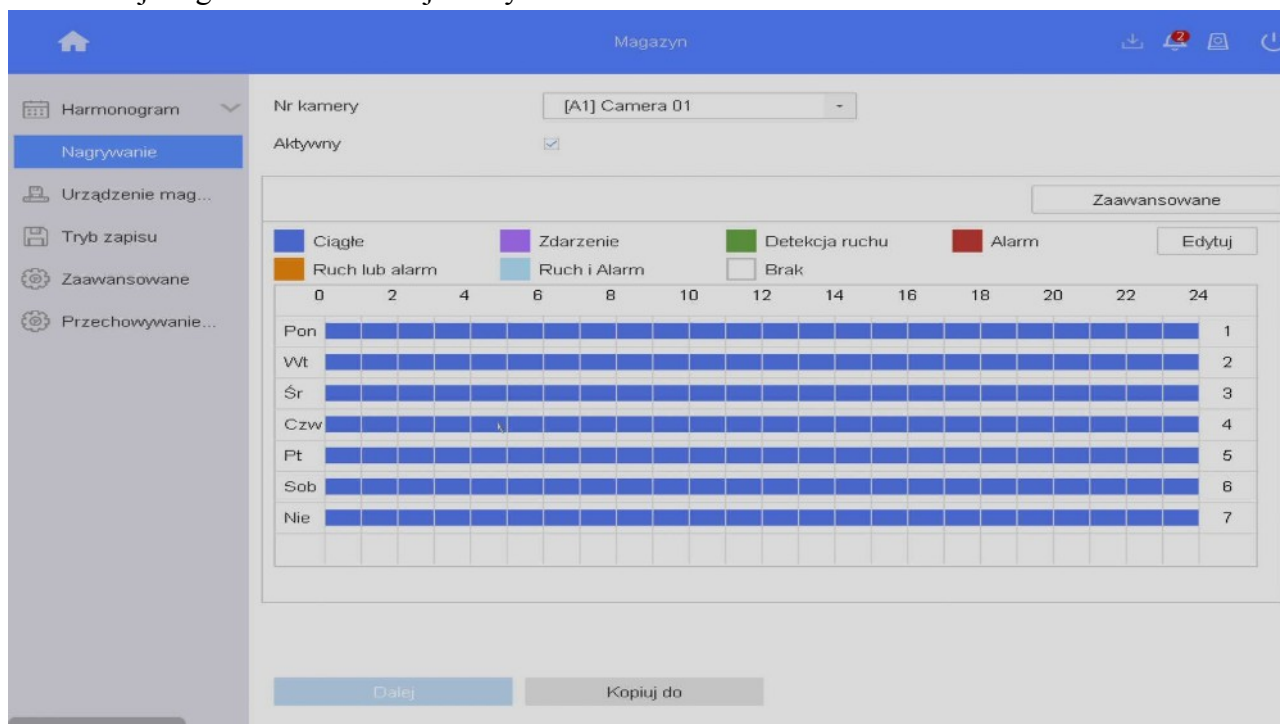 Magazyn
2
Harmonogram
Nr kamery
[A1] Camera 01
Nagrywanie
Aktywny
Urządzenie mag...
Zaawansowane
Tryb zapisu
Ciągłe
Zdarzenie
Detekcja ruchu
Alarm
Edytuj
Zaawansowane
Ruch lub alarm
Ruch i Alarm
Brak
Przechowywanie...
0 2 4 6 8 10 12 14 16 18 20 22 24
Pon 1
Wt 2
Śr 3
Czw 4
Pt 5
Sob 6
Nie 7
Dalej
Kopiuj do